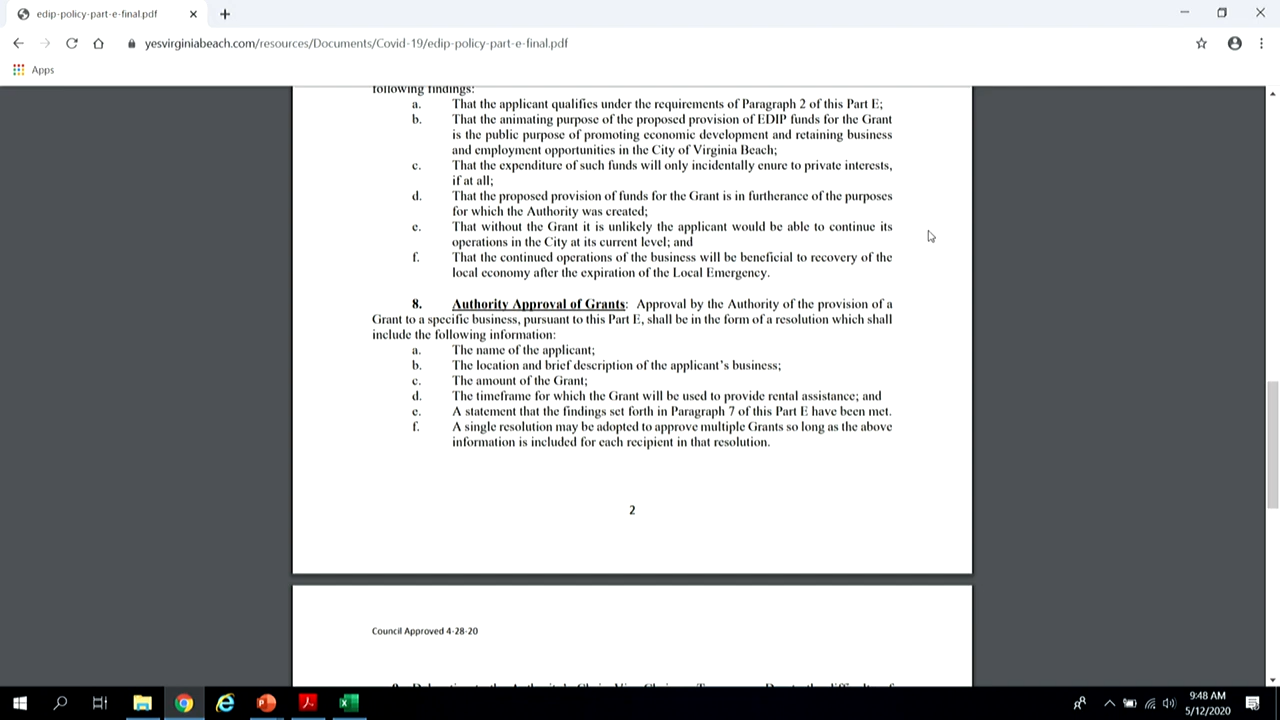 edip-policy-part-e-final.pdf
yesvirginiabeach.com/resources/Documents/Covid-19/edip-policy-part-e-final.pdf
Apps
following findings:
a. That the applicant qualifies under the requirements of Paragraph 2 of this Part E;
b. That the animating purpose of the proposed provision of EDIP funds for the Grant
is the public purpose of promoting economic development and retaining business
and employment opportunities in the City of Virginia Beach;
c. That the expenditure of such funds will only incidentally enure to private interests,
if at all;
d. That the proposed provision of funds for the Grant is in furtherance of the purposes
for which the Authority was created;
e. That without the Grant it is unlikely the applicant would be able to continue its
operations in the City at its current level; and
f. That the continued operations of the business will be beneficial to recovery of the
local economy after the expiration of the Local Emergency.
8. Authority Approval of Grants: Approval by the Authority of the provision of a
Grant to a specific business, pursuant to this Part E, shall be in the form of a resolution which shall
include the following information:
a. The name of the applicant;
b. The location and brief description of the applicant's business;
c. The amount of the Grant;
d. The timeframe for which the Grant will be used to provide rental assistance; and
e. A statement that the findings set forth in Paragraph 7 of this Part E have been met.
f. A single resolution may be adopted to approve multiple Grants so long as the above
information is included for each recipient in that resolution.
2
Council Approved 4-28-20
9:48 AM
5/12/2020